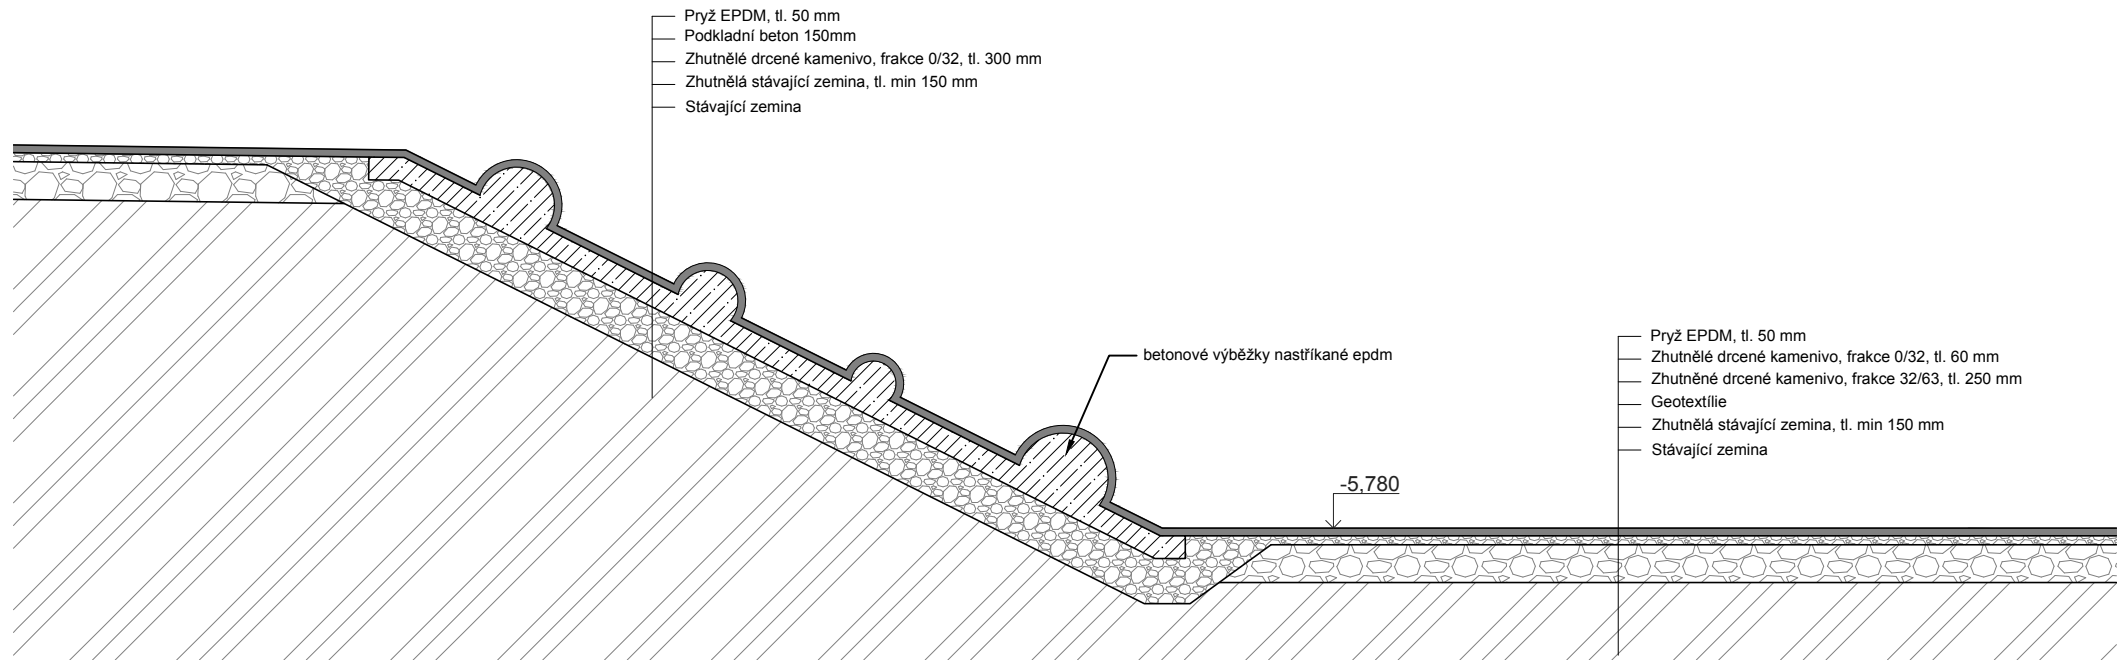 Pryž EPDM, tl. 50 mm
Podkladní beton 150mm
Zhutnělé drcené kamenivo, frakce 0/32, tl. 300 mm
Zhutnělá stávající zemina, tl. min 150 mm
Stávající zemina
betonové výběžky nastříkané epdm
-5,780
Pryž EPDM, tl. 50 mm
Zhutnělé drcené kamenivo, frakce 0/32, tl. 60 mm
Zhutněné drcené kamenivo, frakce 32/63, tl. 250 mm
Geotextílie
Zhutnělá stávající zemina, tl. min 150 mm
Stávající zemina